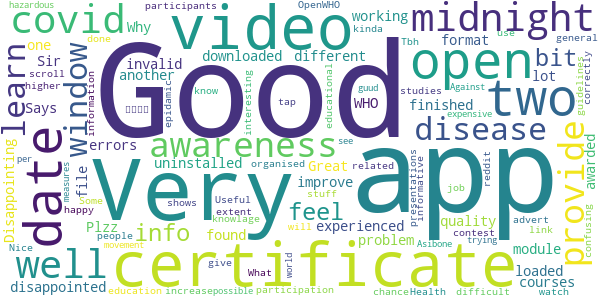 covid
Why
participants
OpenWHO
hazardous
done
kinda
working
Tbh
use
general
midnight
video
downloaded
different
format
open
bit
lot
correctly
guidelines
learn
one
Sir
scroll
higher
invalid
another
Says
information
epidamic
Good
know
interesting
educational
tap
WHO
guud
Against
studies
expensive
finished
two
window
date
errors
awareness
disease
uninstalled
organised
Great
related
improve
see
presentations
informative
reddit
provide
awarded
Disappointing
file
measures
Very
app
feel
experienced
job
quality
advert
link
confusing
per
happy
Some
shows
Useful
stuff
extent
knowlage
Plzz
info
found
problem
contest
trying
Asibone
module
Nice
people
well
certificate
loaded
courses
disappointed
movement
give
What
world
will
chance
Health
difficult
watch
education
increase
possible
participation